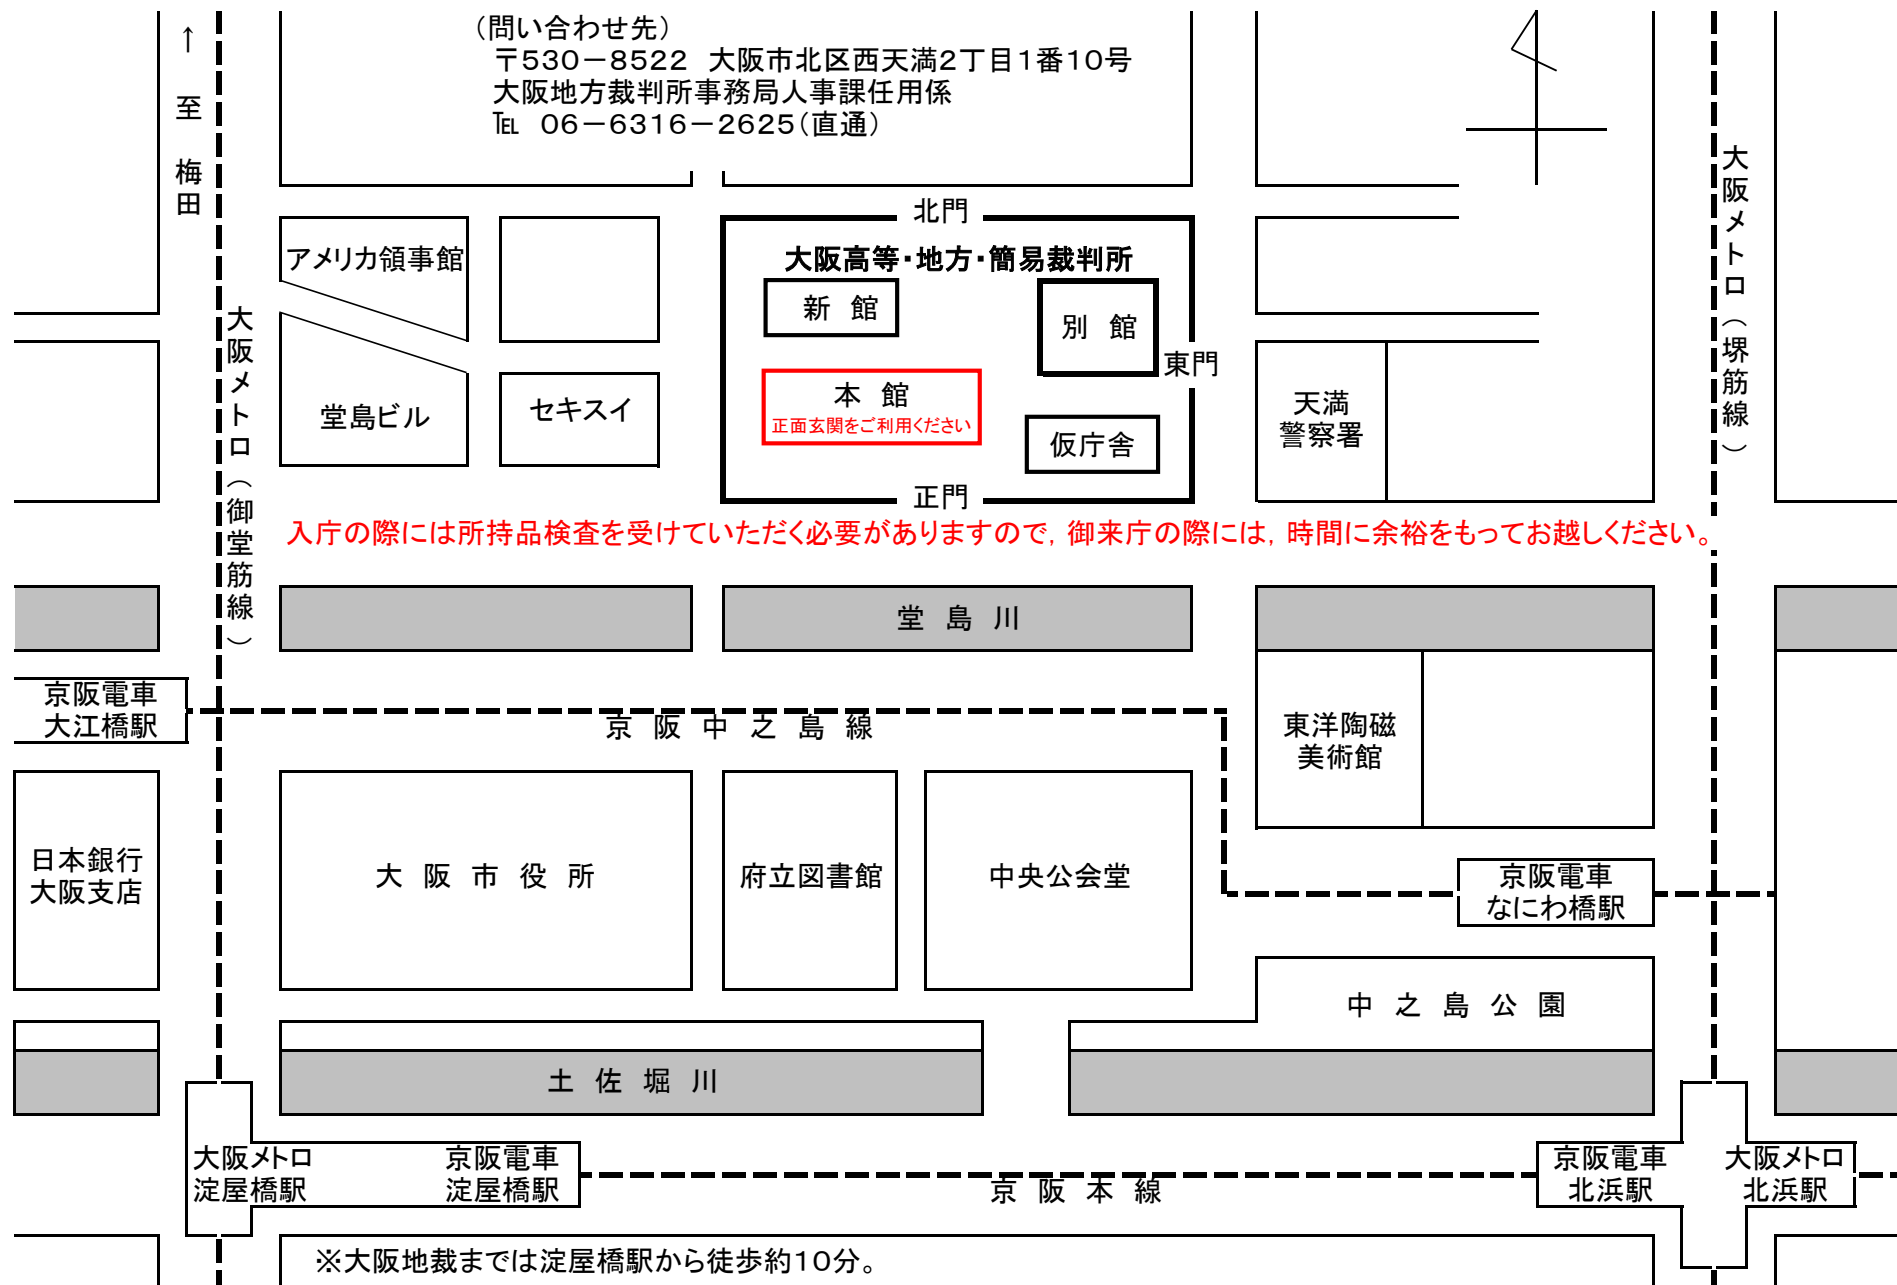 (問い合わせ先)
〒530-8522 大阪市北区西天満2丁目1番10号
大阪地方裁判所事務局人事課任用係
℡ 06-6316-2625(直通)
↑ 至 梅田
大阪メトロ(御堂筋線)
大阪メトロ(堺筋線)
北門
アメリカ領事館
大阪高等・地方・簡易裁判所
新 館
別 館
東門
堂島ビル
セキスイ
本 館
正面玄関をご利用ください
仮庁舎
天満
警察署
正門
入庁の際には所持品検査を受けていただく必要がありますので,御来庁の際には,時間に余裕をもってお越しください。
堂 島 川
京阪電車
大江橋駅
京 阪 中 之 島 線
東洋陶磁
美術館
日本銀行
大阪支店
大 阪 市 役 所
府立図書館
中央公会堂
京阪電車
なにわ橋駅
中 之 島 公 園
土 佐 堀 川
大阪メトロ
淀屋橋駅
京阪電車
淀屋橋駅
京 阪 本 線
京阪電車
北浜駅
大阪メトロ
北浜駅
※大阪地裁までは淀屋橋駅から徒歩約10分。